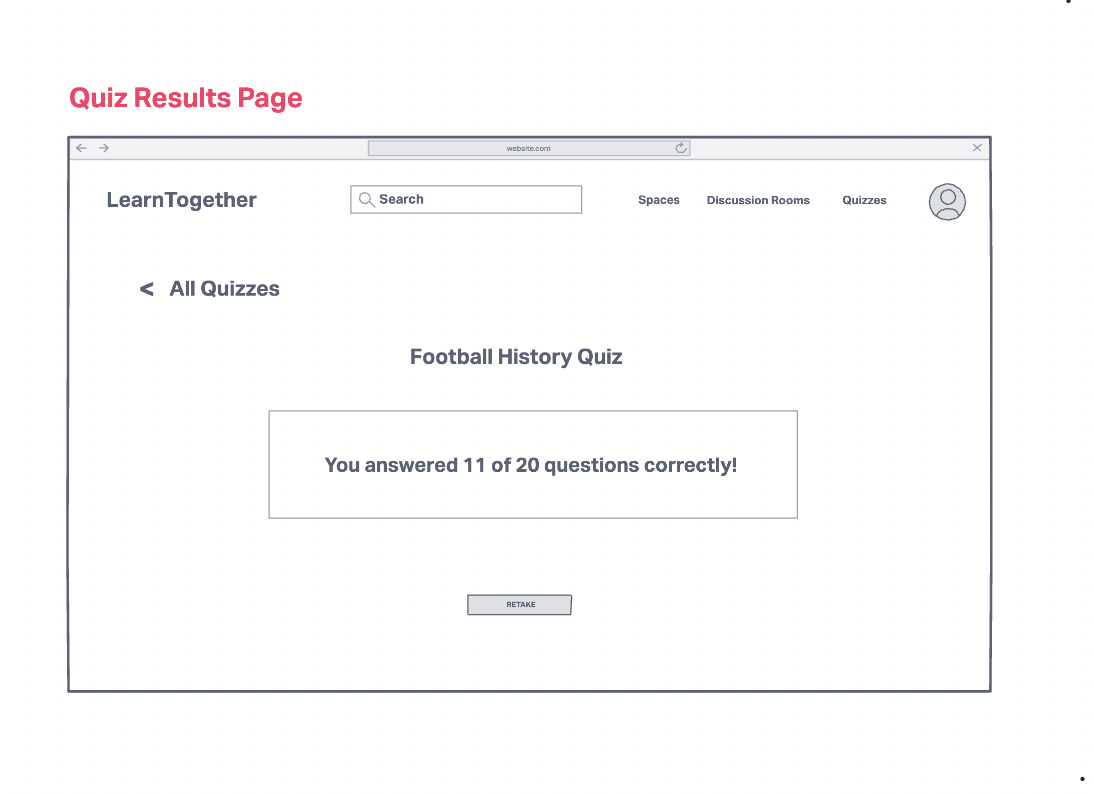 Quiz Results Page
website.com
LearnTogether
Search
Spaces
Discussion Rooms
Quizzes
< All Quizzes
Football History Quiz
You answered 11 of 20 questions correctly!
RETAKE